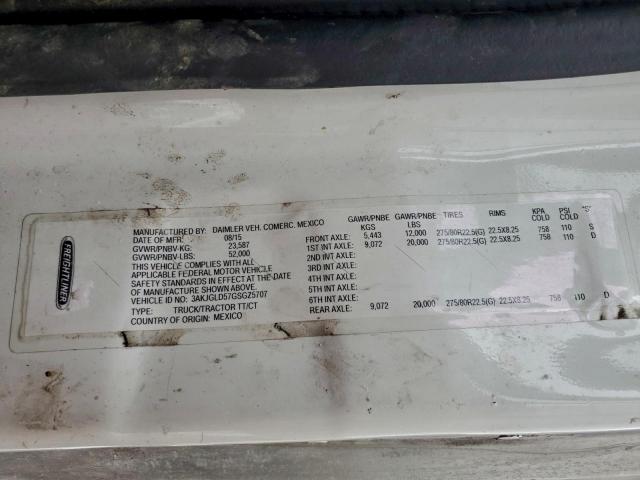 FREIGHTLINER
MANUFACTURED BY: DAIMLER VEH. COMERC. MEXICO
DATE OF MFR: 08/15
GVWR/PNBV-KG: 23,587
GVWR/PNBV-LBS: 52,000
THIS VEHICLE COMPLIES WITH ALL
APPLICABLE FEDERAL MOTOR VEHICLE
SAFETY STANDARDS IN EFFECT AT THE DATE
OF MANUFACTURE SHOWN ABOVE.
VEHICLE ID NO.: 3AKJGLD57GSGZ5707
TYPE: TRUCK/TRACTOR TT/CT
COUNTRY OF ORIGIN: MEXICO
GAWR/PNBE KGS GAWR/PNBE LBS TIRES RIMS KPA COLD PSI COLD
FRONT AXLE: 5,443 12,000 275/80R22.5(G) 22.5X8.25 758 110 S
1ST INT AXLE: 9,072 20,000 275/80R22.5(G) 22.5X8.25 758 110 D
2ND INT AXLE:
3RD INT AXLE:
4TH INT AXLE:
5TH INT AXLE:
6TH INT AXLE:
REAR AXLE: 9,072 20,000 275/80R22.5(G) 22.5X8.25 758 110 D